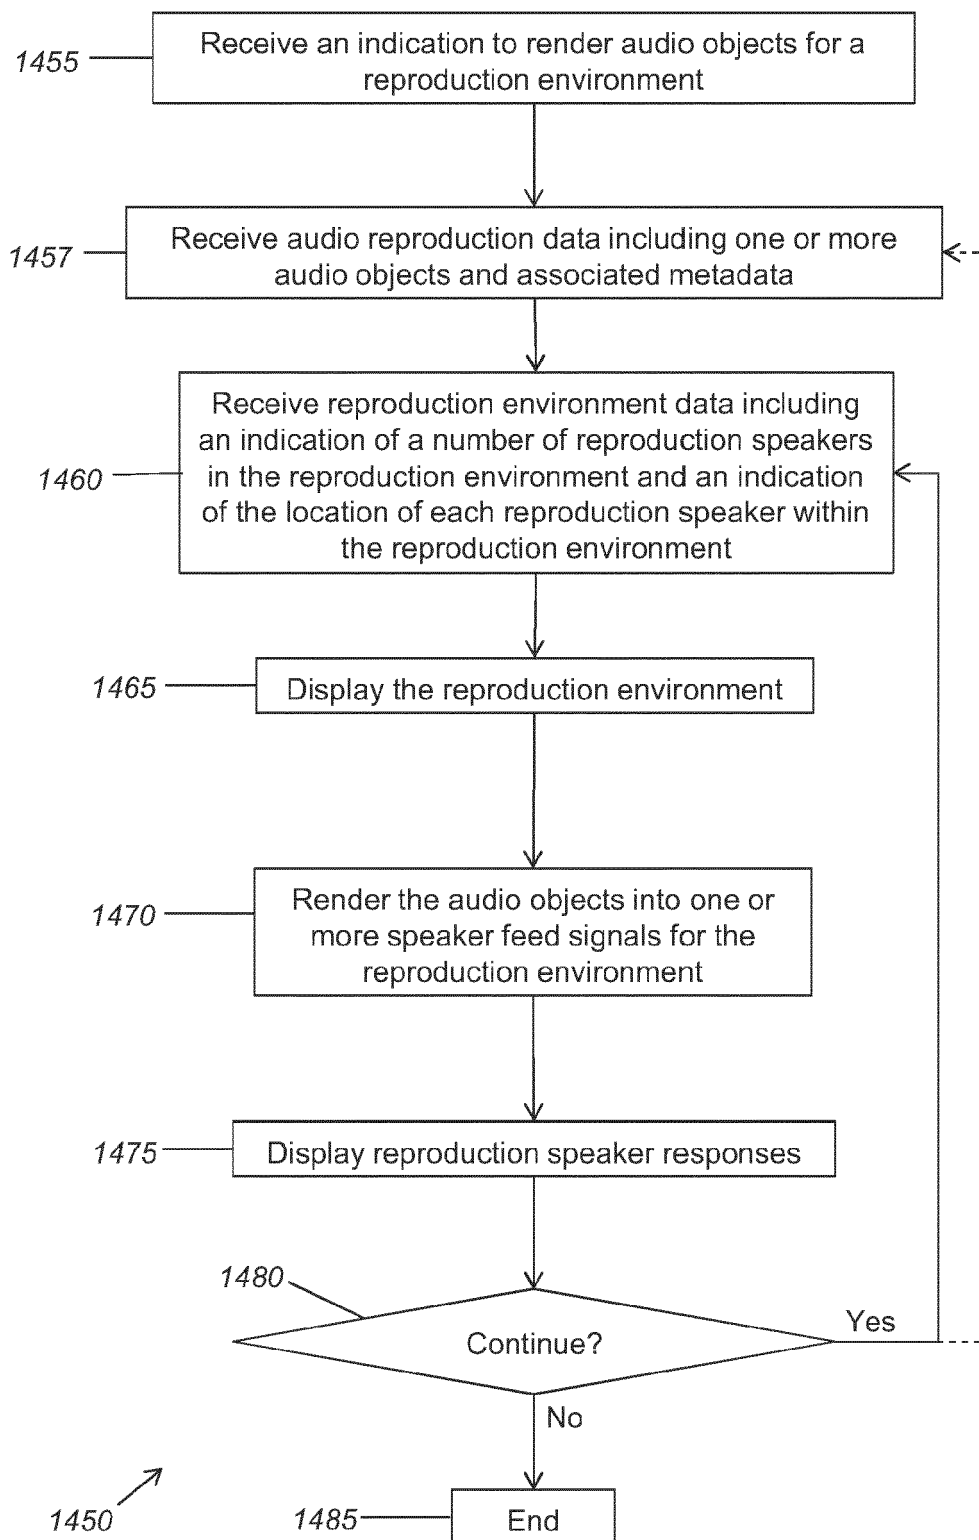 1455
Receive an indication to render audio objects for a
reproduction environment
1457
Receive audio reproduction data including one or more
audio objects and associated metadata
1460
Receive reproduction environment data including
an indication of a number of reproduction speakers
in the reproduction environment and an indication
of the location of each reproduction speaker within
the reproduction environment
1465
Display the reproduction environment
1470
Render the audio objects into one or
more speaker feed signals for the
reproduction environment
1475
Display reproduction speaker responses
1480
Continue?
Yes
No
1450
1485
End